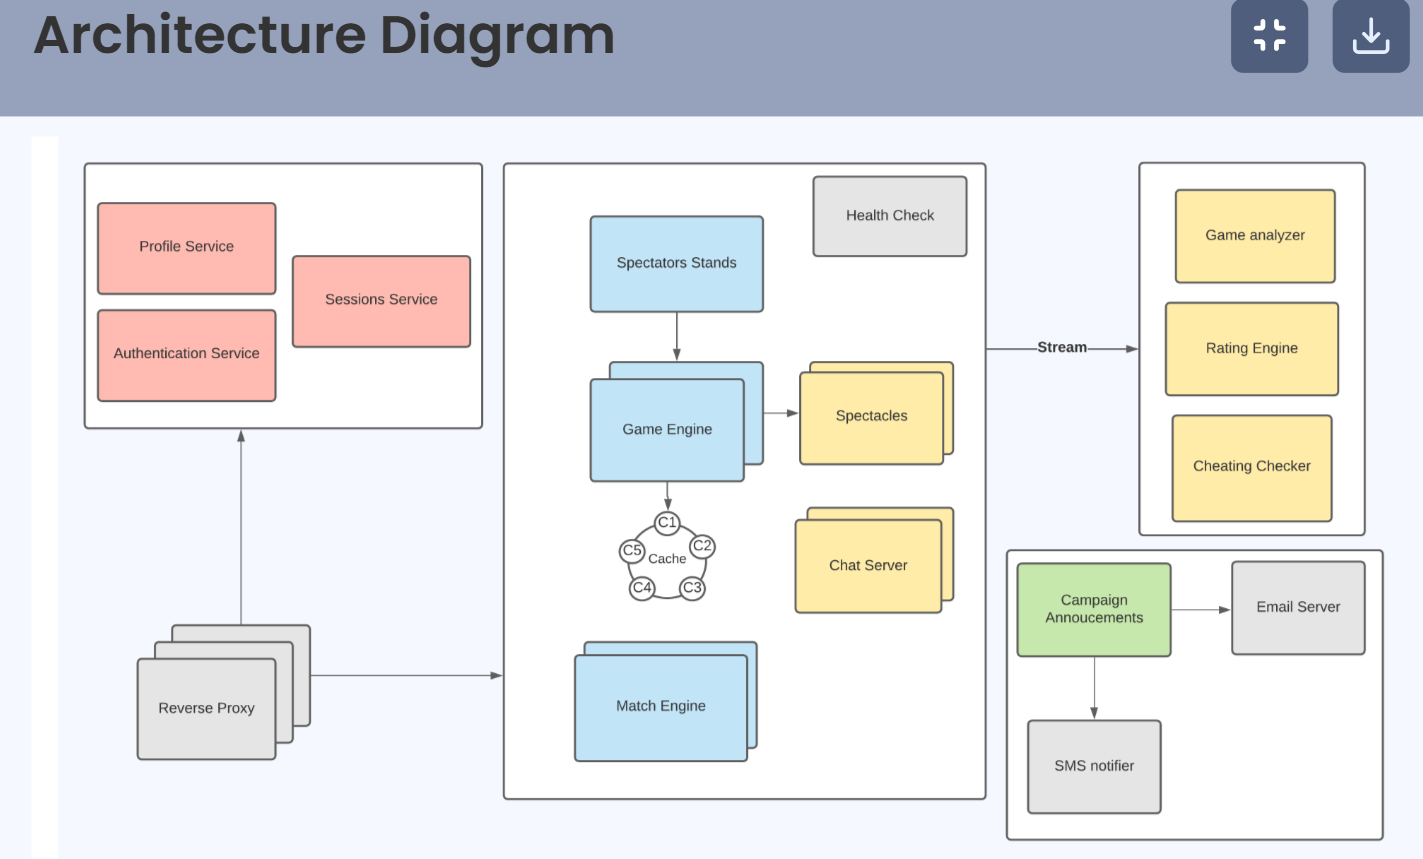 Architecture Diagram
Profile Service
Sessions Service
Authentication Service
Reverse Proxy
Health Check
Spectators Stands
Game Engine
Spectacles
C1
C2
C5
Cache
C4
C3
Chat Server
Match Engine
Stream
Game analyzer
Rating Engine
Cheating Checker
Campaign
Annoucements
Email Server
SMS notifier